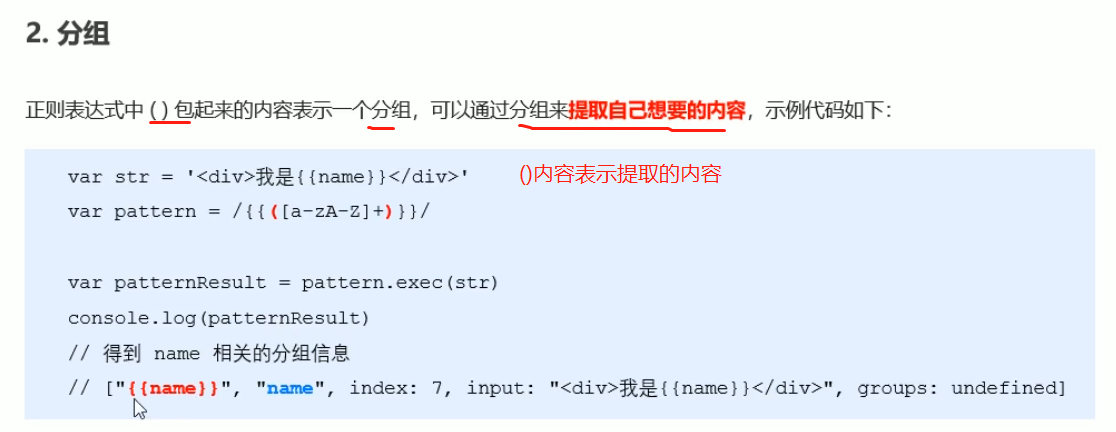 2. 分组
正则表达式中 ( ) 包起来的内容表示一个分组，可以通过分组来提取自己想要的内容，示例代码如下：
var str = '<div>我是{{name}}</div>' ()内容表示提取的内容
var pattern = /{{([a-zA-Z]+)}}/
var patternResult = pattern.exec(str)
console.log(patternResult)
// 得到 name 相关的分组信息
// ["{{name}}", "name", index: 7, input: "<div>我是{{name}}</div>", groups: undefined]